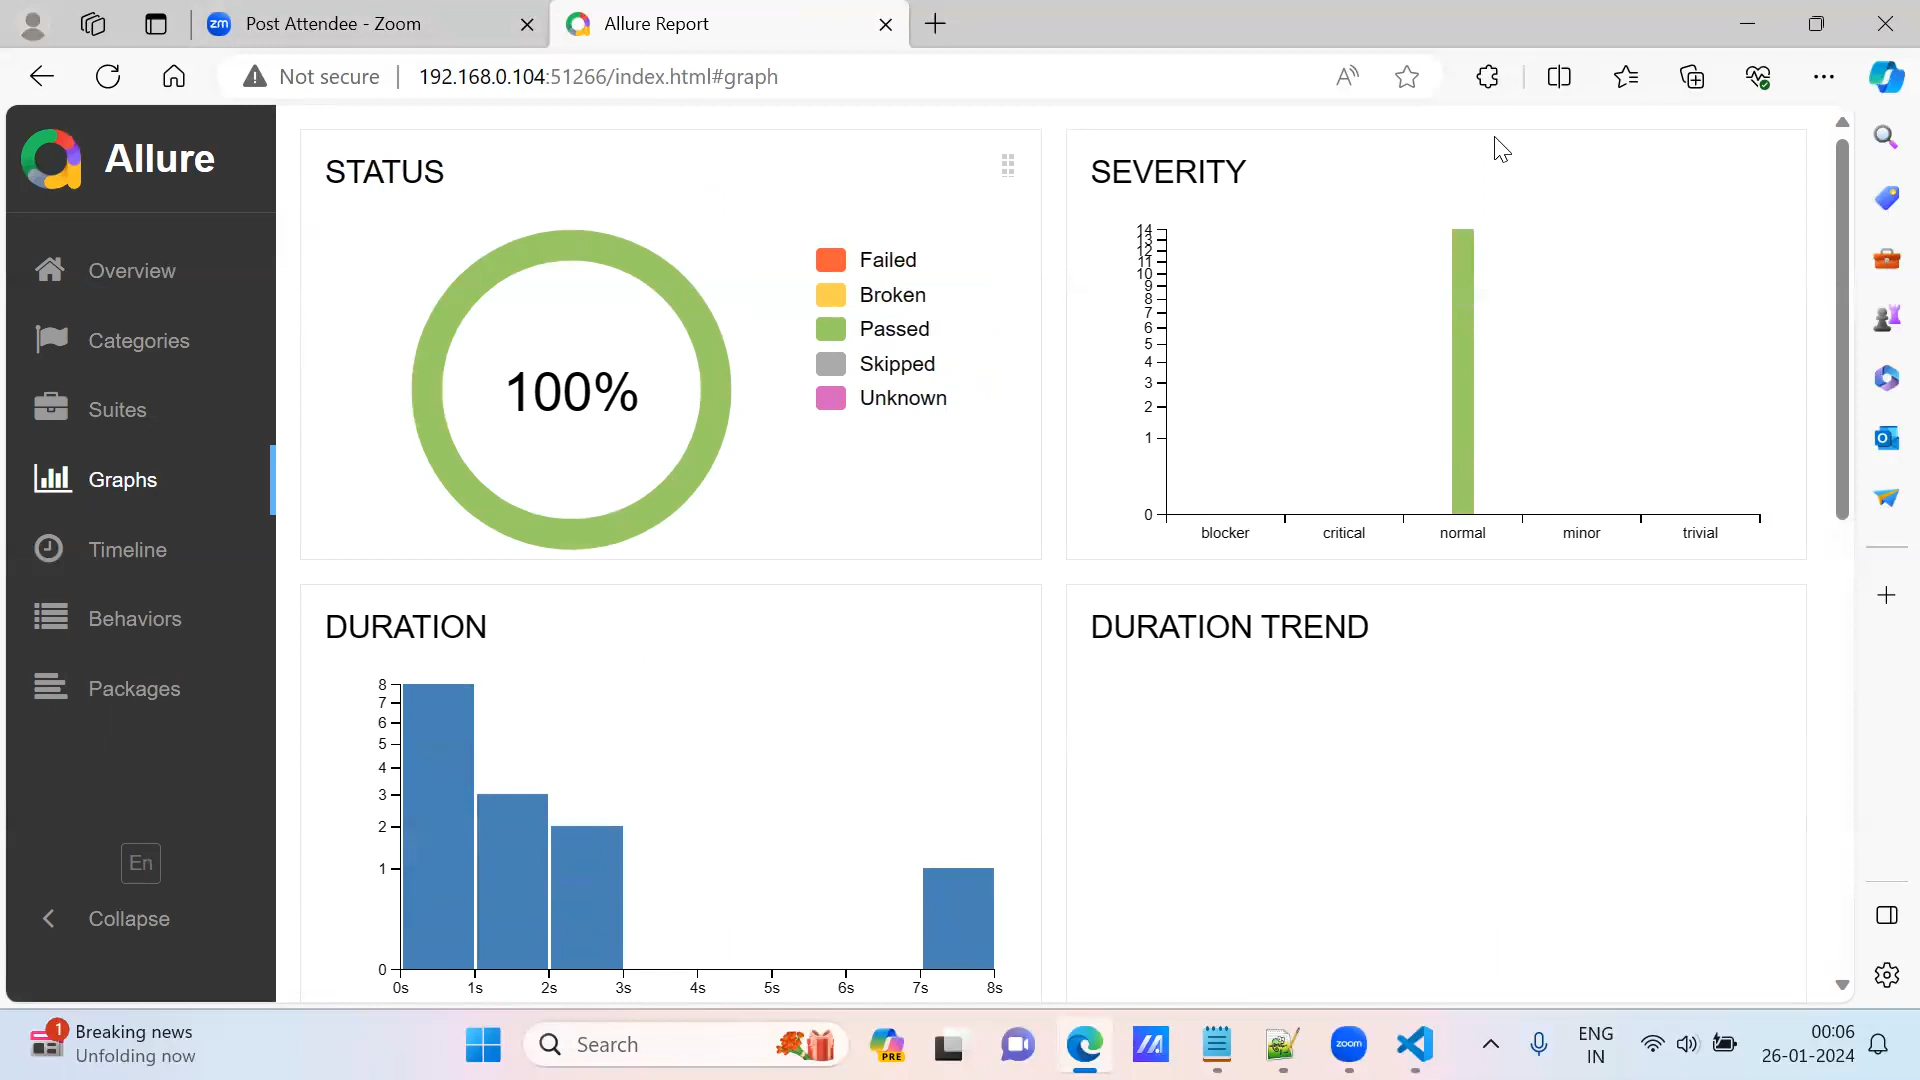 Post Attendee - Zoom
Allure Report
Not secure
192.168.0.104:51266/index.html#graph
Allure
Overview
Categories
Suites
Graphs
Timeline
Behaviors
Packages
En
Collapse
STATUS
100%
Failed
Broken
Passed
Skipped
Unknown
SEVERITY
14
13
12
11
10
9
8
7
6
5
4
3
2
1
0
blocker critical normal minor trivial
DURATION
8
7
6
5
4
3
2
1
0
0s 1s 2s 3s 4s 5s 6s 7s 8s
DURATION TREND
1
Breaking news
Unfolding now
Search
PRE
zoom
ENG
IN
00:06
26-01-2024